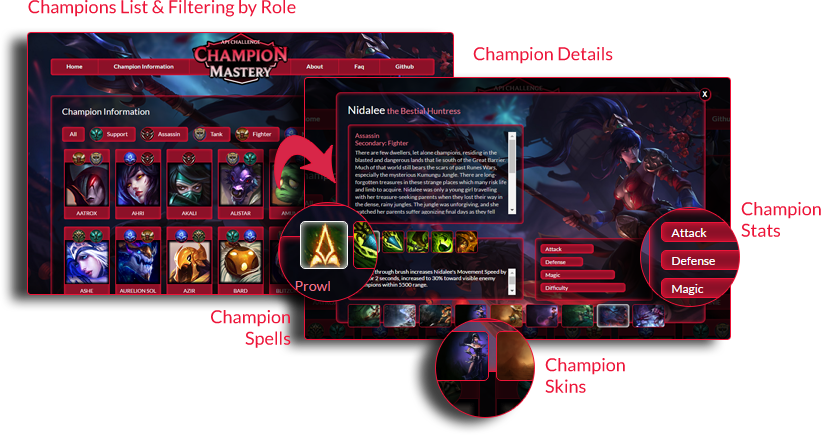 Champions List & Filtering by Role
API CHALLENGE
CHAMPION
MASTERY
Home
Champion Information
About
Faq
Github
Champion Information
All
Support
Assassin
Tank
Fighter
AATROX
AHRI
AKALI
ALISTAR
ASHE
AURELION SOL
AZIR
BARD
Champion Details
X
Nidalee the Bestial Huntress
Assassin
Secondary: Fighter
There are few dwellers, let alone champions, residing in the
blasted and dangerous lands that lie south of the Great Barrier.
Much of that world still bears the scars of past Runes Wars,
especially the mysterious Kumungu Jungle. There are long-
forgotten treasures in these strange places which many risk life
and limb to acquire. Nidalee was only a young girl travelling
with her treasure-seeking parents when they lost their way in
the dense, rainy jungles. The jungle was unforgiving, and she
watched her parents suffer agonizing final days as they fell
Prowl
through brush increases Nidalee's Movement Speed by
for 2 seconds, increased to 30% toward visible enemy
champions within 5500 range.
Attack
Defense
Magic
Difficulty
Attack
Defense
Magic
Champion
Stats
Champion
Spells
Champion
Skins